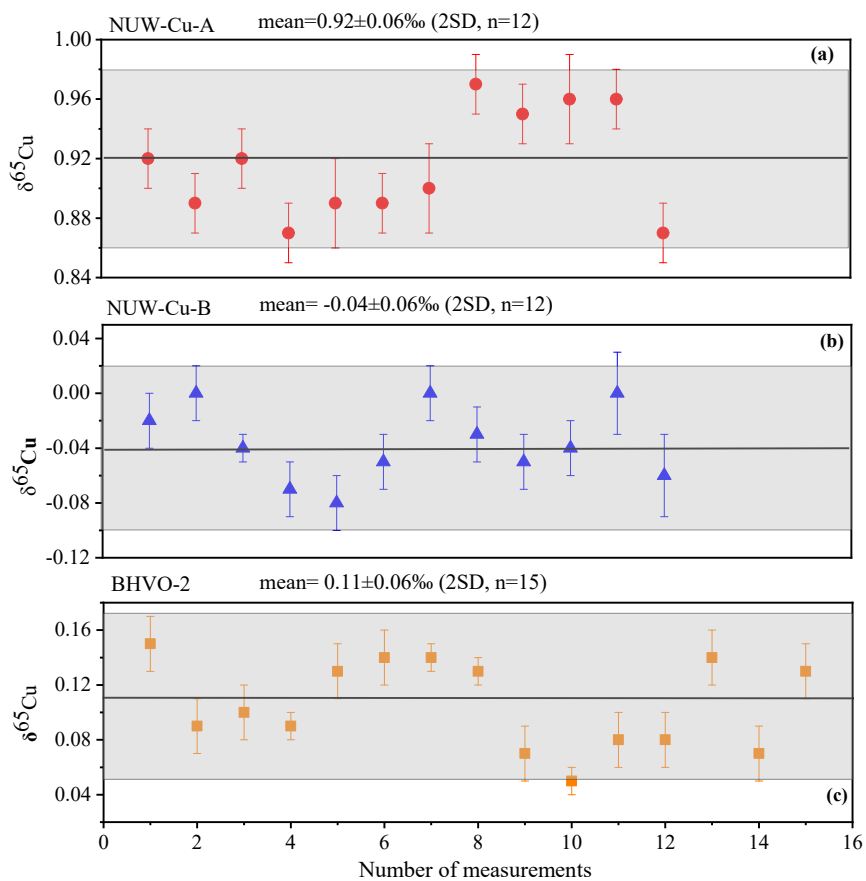 NUW-Cu-A mean=0.92±0.06‰ (2SD, n=12)
1.00
(a)
0.96
0.92
0.88
0.84
δ⁶⁵Cu
NUW-Cu-B mean= -0.04±0.06‰ (2SD, n=12)
0.04
(b)
0.00
-0.04
-0.08
-0.12
δ⁶⁵Cu
BHVO-2 mean= 0.11±0.06‰ (2SD, n=15)
0.16
0.12
0.08
0.04
(c)
δ⁶⁵Cu
0 2 4 6 8 10 12 14 16
Number of measurements